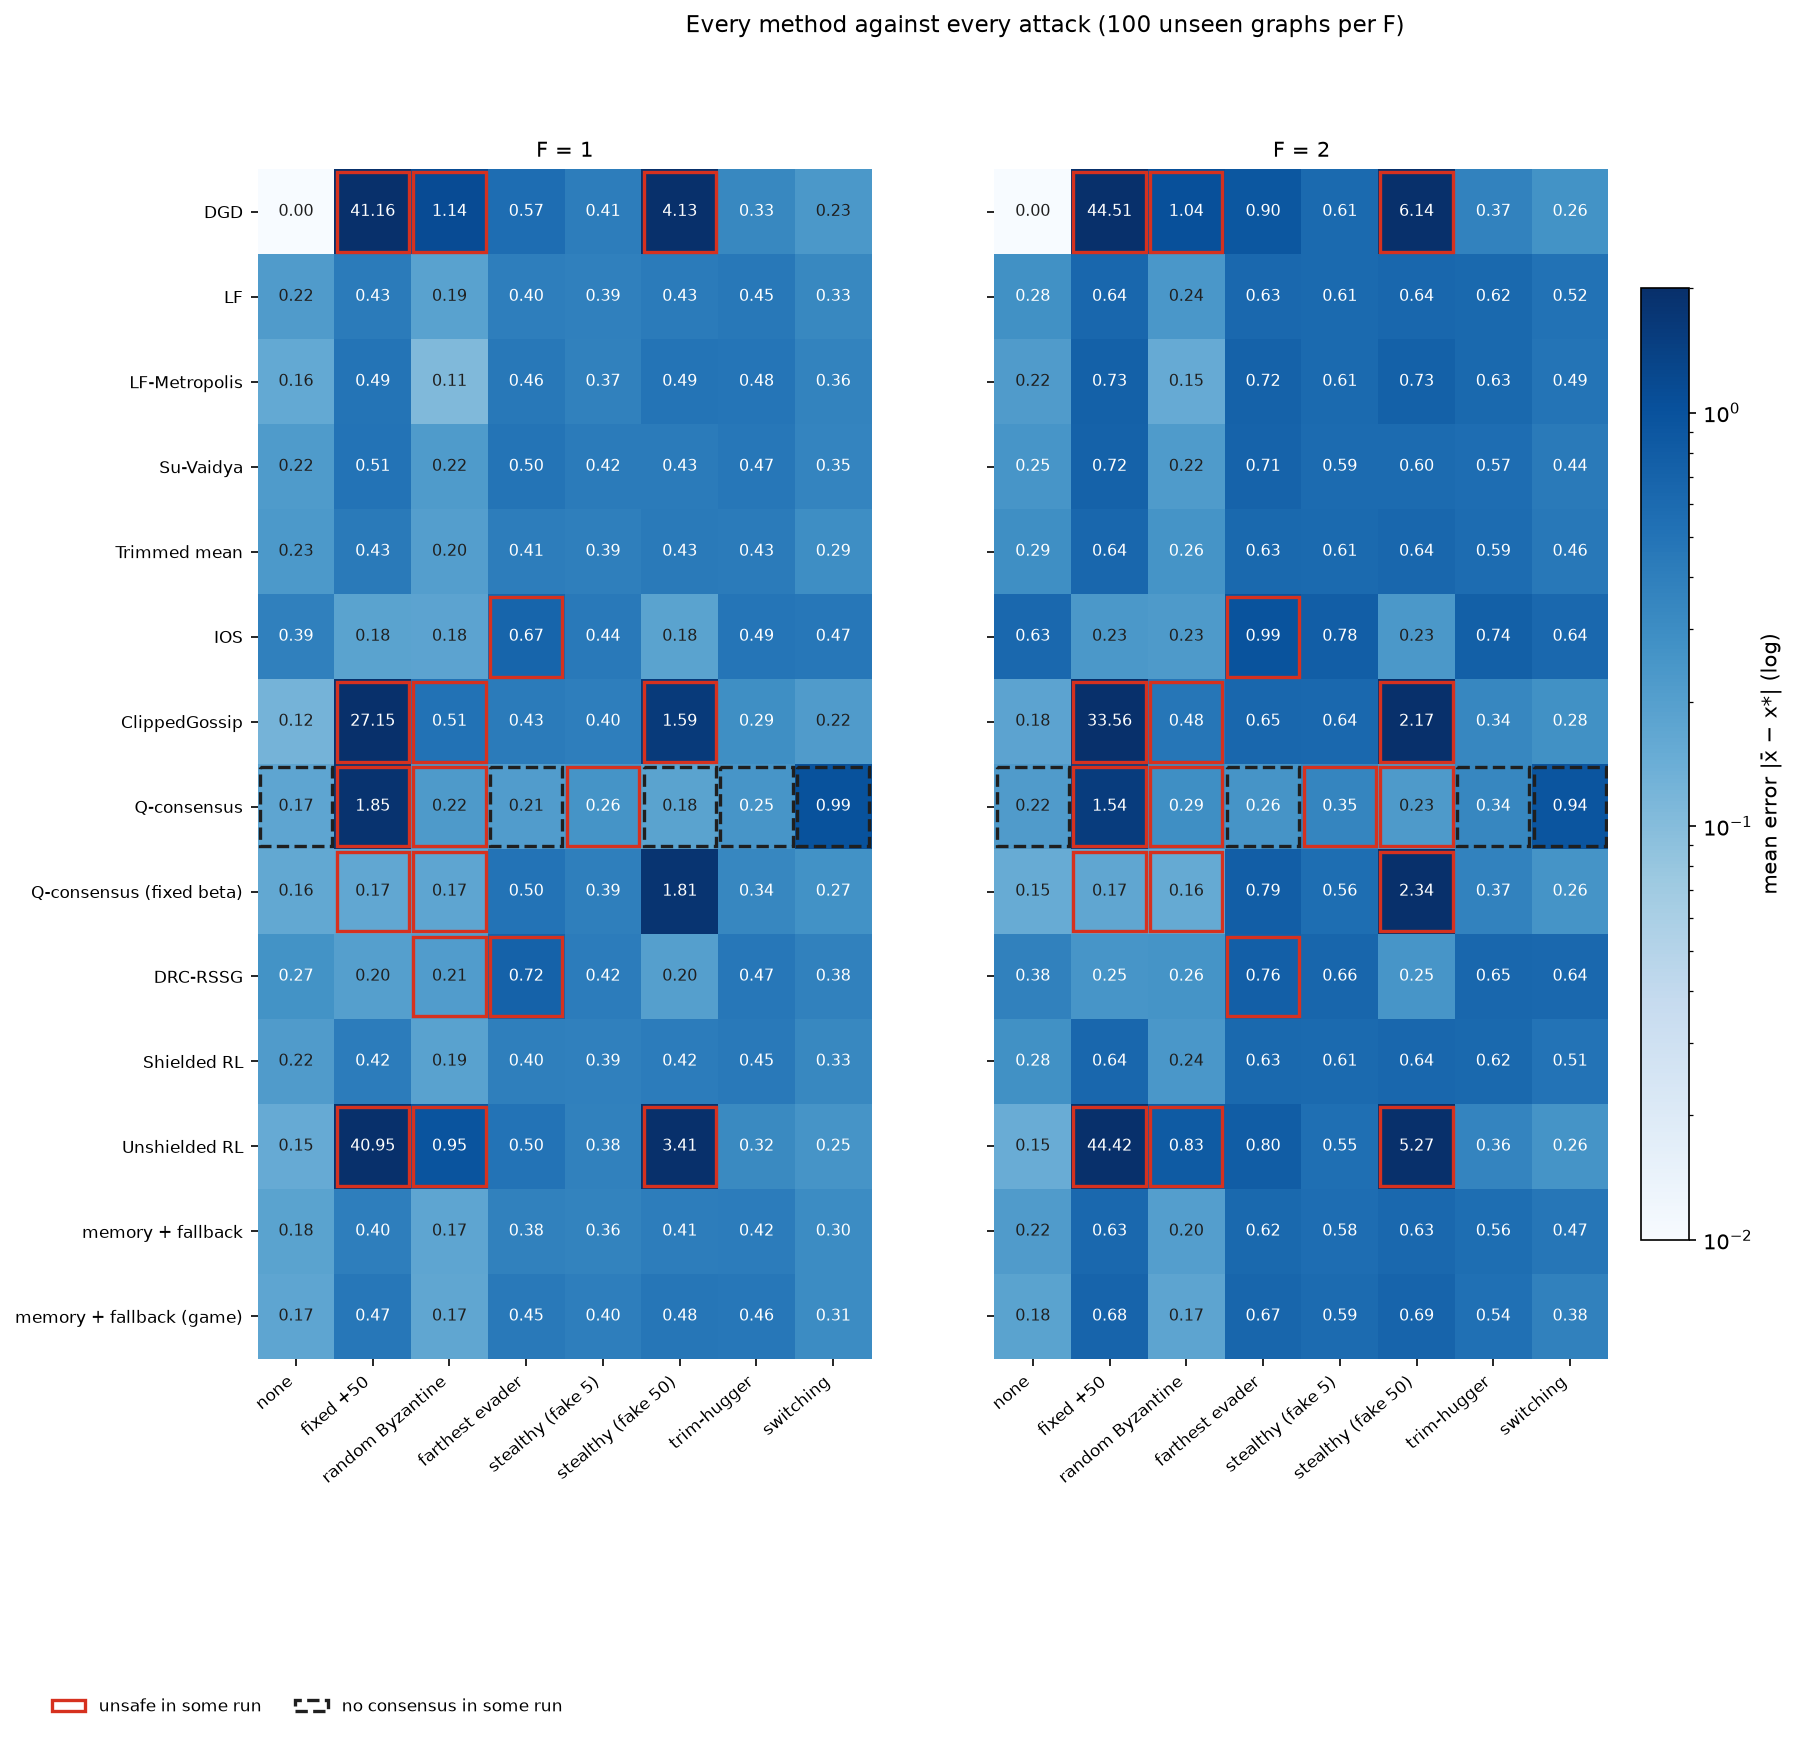 Every method against every attack (100 unseen graphs per F)
F = 1
F = 2
DGD 0.00 41.16 1.14 0.57 0.41 4.13 0.33 0.23 0.00 44.51 1.04 0.90 0.61 6.14 0.37 0.26
LF 0.22 0.43 0.19 0.40 0.39 0.43 0.45 0.33 0.28 0.64 0.24 0.63 0.61 0.64 0.62 0.52
LF-Metropolis 0.16 0.49 0.11 0.46 0.37 0.49 0.48 0.36 0.22 0.73 0.15 0.72 0.61 0.73 0.63 0.49
Su-Vaidya 0.22 0.51 0.22 0.50 0.42 0.43 0.47 0.35 0.25 0.72 0.22 0.71 0.59 0.60 0.57 0.44
Trimmed mean 0.23 0.43 0.20 0.41 0.39 0.43 0.43 0.29 0.29 0.64 0.26 0.63 0.61 0.64 0.59 0.46
IOS 0.39 0.18 0.18 0.67 0.44 0.18 0.49 0.47 0.63 0.23 0.23 0.99 0.78 0.23 0.74 0.64
ClippedGossip 0.12 27.15 0.51 0.43 0.40 1.59 0.29 0.22 0.18 33.56 0.48 0.65 0.64 2.17 0.34 0.28
Q-consensus 0.17 1.85 0.22 0.21 0.26 0.18 0.25 0.99 0.22 1.54 0.29 0.26 0.35 0.23 0.34 0.94
Q-consensus (fixed beta) 0.16 0.17 0.17 0.50 0.39 1.81 0.34 0.27 0.15 0.17 0.16 0.79 0.56 2.34 0.37 0.26
DRC-RSSG 0.27 0.20 0.21 0.72 0.42 0.20 0.47 0.38 0.38 0.25 0.26 0.76 0.66 0.25 0.65 0.64
Shielded RL 0.22 0.42 0.19 0.40 0.39 0.42 0.45 0.33 0.28 0.64 0.24 0.63 0.61 0.64 0.62 0.51
Unshielded RL 0.15 40.95 0.95 0.50 0.38 3.41 0.32 0.25 0.15 44.42 0.83 0.80 0.55 5.27 0.36 0.26
memory + fallback 0.18 0.40 0.17 0.38 0.36 0.41 0.42 0.30 0.22 0.63 0.20 0.62 0.58 0.63 0.56 0.47
memory + fallback (game) 0.17 0.47 0.17 0.45 0.40 0.48 0.46 0.31 0.18 0.68 0.17 0.67 0.59 0.69 0.54 0.38
none
fixed +50
random Byzantine
farthest evader
stealthy (fake 5)
stealthy (fake 50)
trim-hugger
switching
none
fixed +50
random Byzantine
farthest evader
stealthy (fake 5)
stealthy (fake 50)
trim-hugger
switching
10⁰
10⁻¹
10⁻²
mean error |x̄ − x*| (log)
unsafe in some run
no consensus in some run